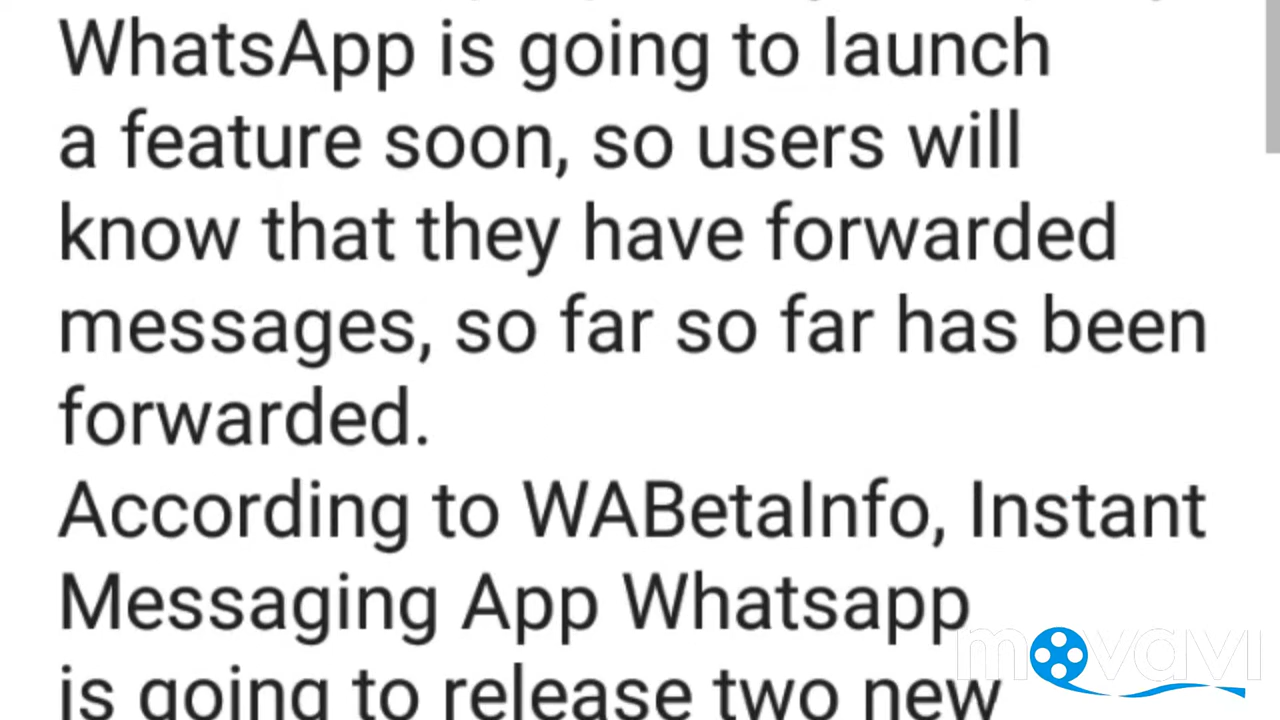 WhatsApp is going to launch
a feature soon, so users will
know that they have forwarded
messages, so far so far has been
forwarded.
According to WABetaInfo, Instant
Messaging App Whatsapp
is going to release two new
movavi